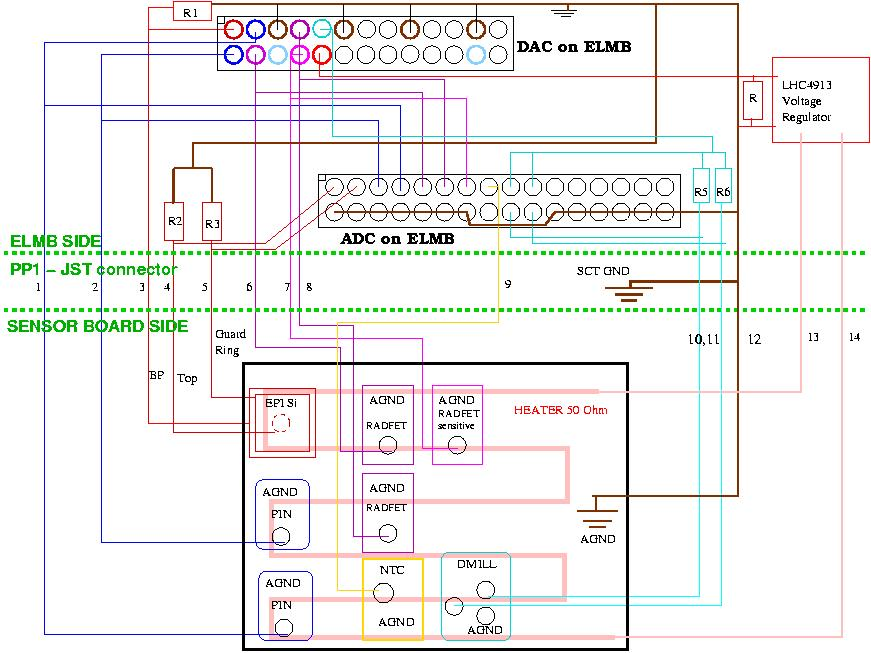 R1
DAC on ELMB
LHC4913
Voltage
Regulator
R
R5
R6
R2
R3
ADC on ELMB
ELMB SIDE
PP1 – JST connector
SCT GND
1
2
3
4
5
6
7
8
9
SENSOR BOARD SIDE
Guard
Ring
10,11
12
13
14
BP
Top
EP1Si
AGND
RADFET
AGND
RADFET
sensitive
HEATER 50 Ohm
AGND
PIN
AGND
RADFET
AGND
AGND
PIN
NTC
AGND
DMILL
AGND